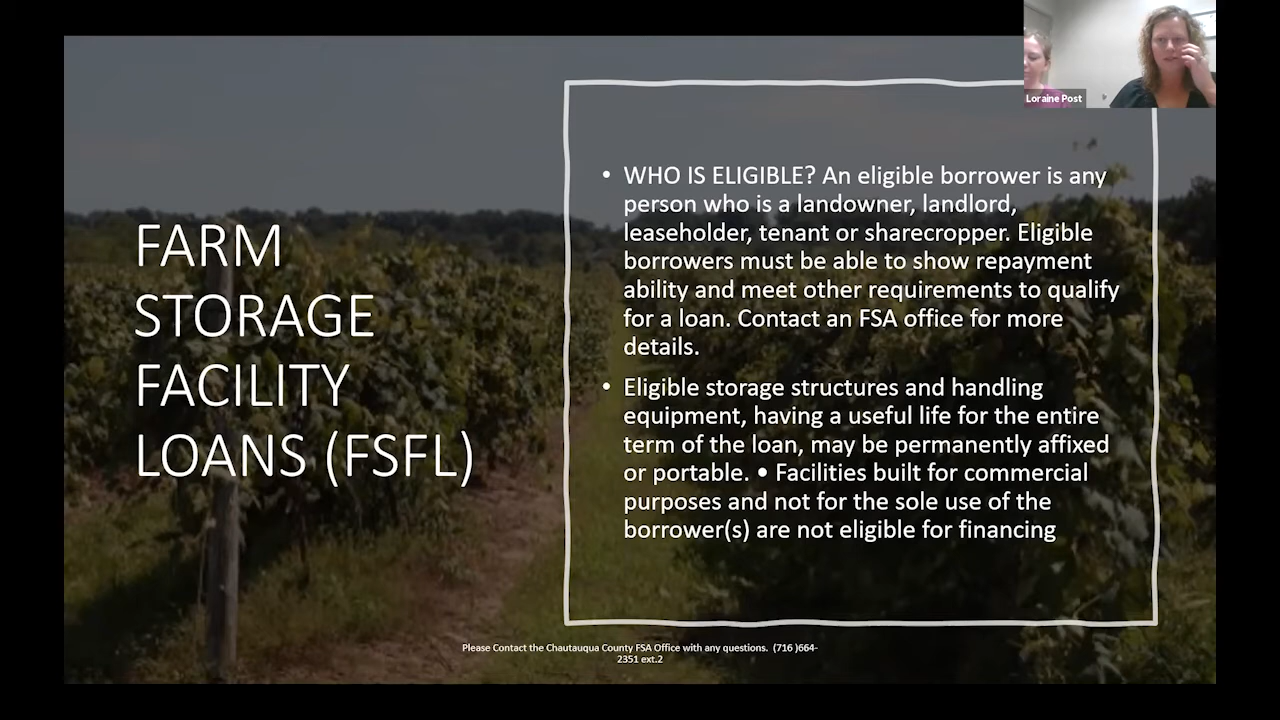 Loraine Post
FARM
STORAGE
FACILITY
LOANS (FSFL)
• WHO IS ELIGIBLE? An eligible borrower is any
person who is a landowner, landlord,
leaseholder, tenant or sharecropper. Eligible
borrowers must be able to show repayment
ability and meet other requirements to qualify
for a loan. Contact an FSA office for more
details.
• Eligible storage structures and handling
equipment, having a useful life for the entire
term of the loan, may be permanently affixed
or portable. • Facilities built for commercial
purposes and not for the sole use of the
borrower(s) are not eligible for financing
Please Contact the Chautauqua County FSA Office with any questions. (716 )664-
2351 ext.2